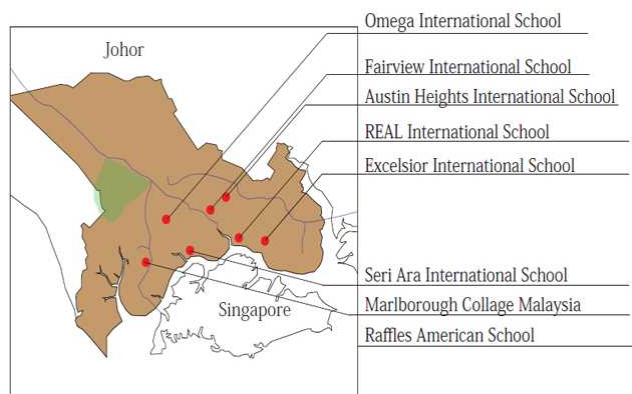 Omega International School
Johor
Fairview International School
Austin Heights International School
REAL International School
Excelsior International School
Seri Ara International School
Marlborough Collage Malaysia
Singapore
Raffles American School